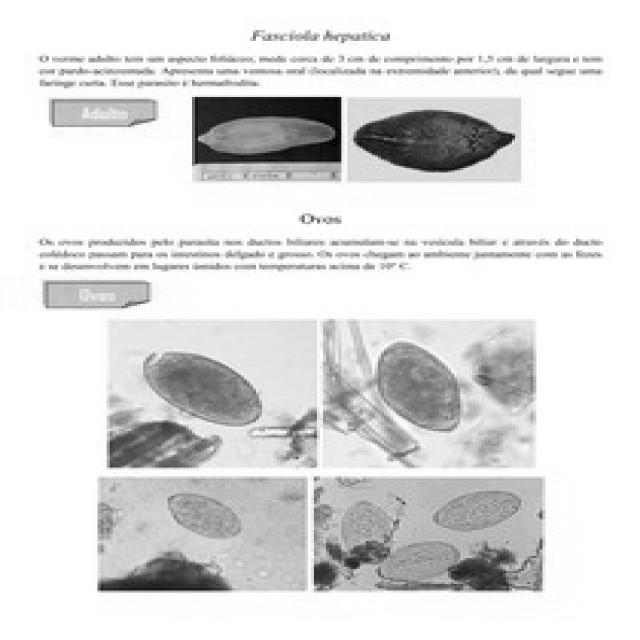 Fasciola hepatica
O verme adulto tem um aspecto foliáceo, mede cerca de 3 cm de comprimento por 1,5 cm de largura e tem
cor pardo-acinzentada. Apresenta uma ventosa oral (localizada na extremidade anterior), da qual segue uma
faringe curta. Esse parasito é hermafrodita.
Adulto
Ovos
Os ovos produzidos pelo parasita nos ductos biliares acumulam-se na vesícula biliar e através do ducto
colédoco passam para os intestinos delgado e grosso. Os ovos chegam ao ambiente juntamente com as fezes
e se desenvolvem em lugares úmidos com temperaturas acima de 10° C.
Ovos